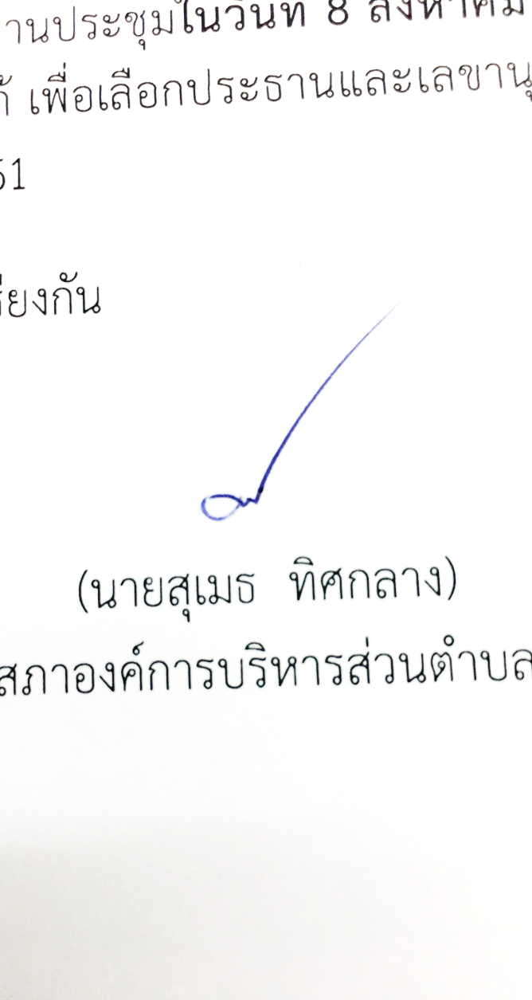 านประชุมในวันที่ 8 สิงหาคม
เพื่อเลือกประธานและเลขานุ
51
รียงกัน
(นายสุเมธ ทิศกลาง)
สภาองค์การบริหารส่วนตำบล